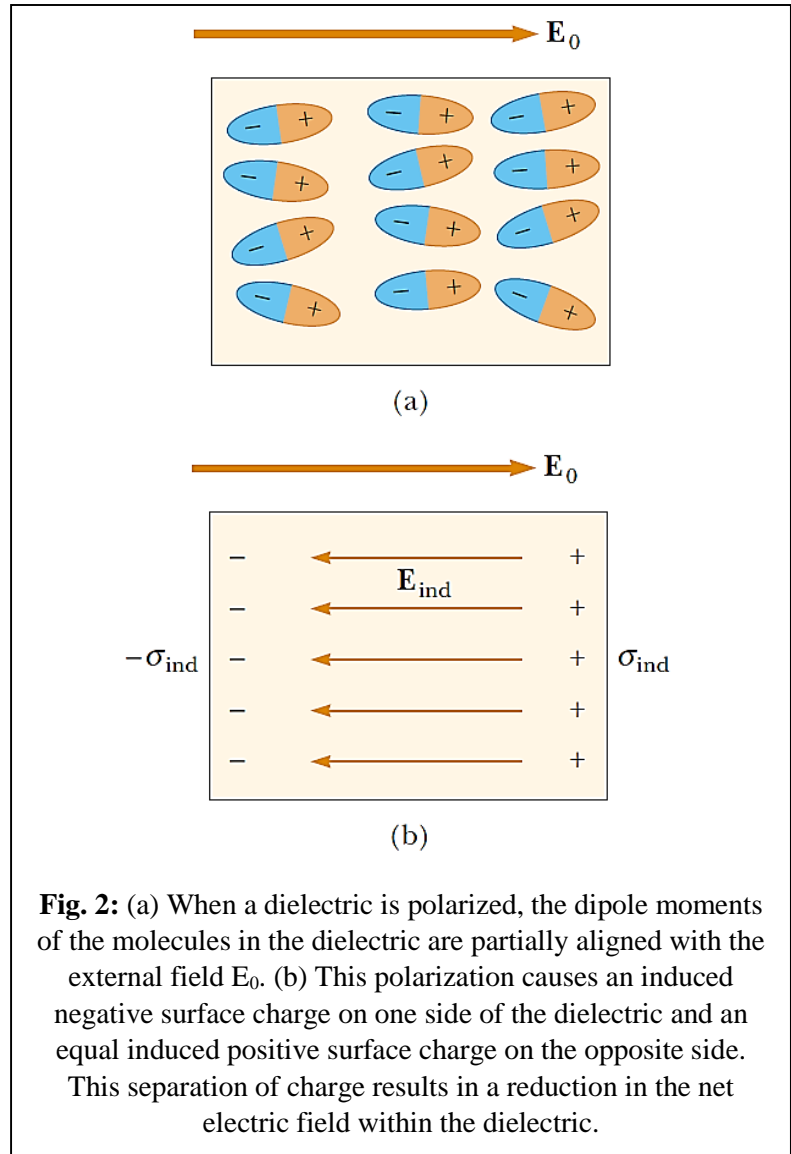 E₀
− + − + − +
− + − + − +
− + − + − +
− + − + − +
(a)
E₀
− +
E_ind
− +
−σ_ind − + σ_ind
− +
− +
(b)
Fig. 2: (a) When a dielectric is polarized, the dipole moments
of the molecules in the dielectric are partially aligned with the
external field E₀. (b) This polarization causes an induced
negative surface charge on one side of the dielectric and an
equal induced positive surface charge on the opposite side.
This separation of charge results in a reduction in the net
electric field within the dielectric.